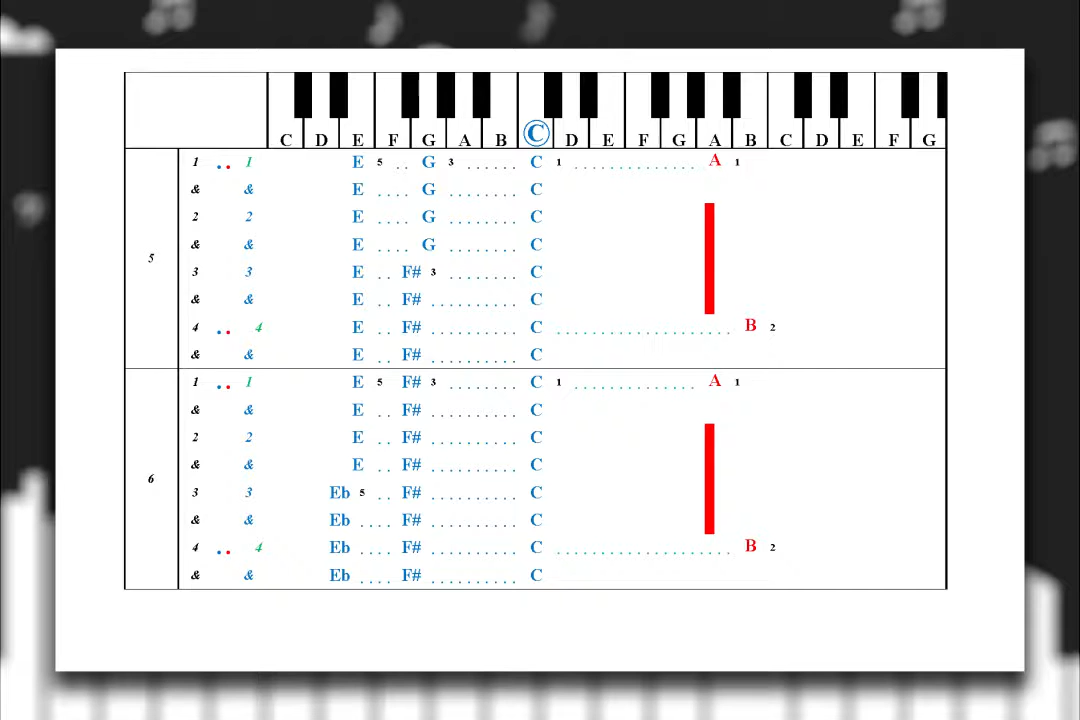 C D E F G A B C D E F G A B C D E F G
1 .. 1 E 5 .. G 3 ...... C 1 .............. A 1
& & E .... G ........ C
2 2 E .... G ........ C
& & E .... G ........ C
5
3 3 E .. F# 3 ........ C
& & E .. F# .......... C
4 .. 4 E .. F# .......... C .................... B 2
& & E .. F# .......... C
1 .. 1 E 5 F# 3 ........ C 1 .............. A 1
& & E .. F# .......... C
2 2 E .. F# .......... C
& & E .. F# .......... C
6
3 3 Eb 5 .. F# .......... C
& & Eb .... F# .......... C
4 .. 4 Eb .... F# .......... C .................... B 2
& & Eb .... F# .......... C